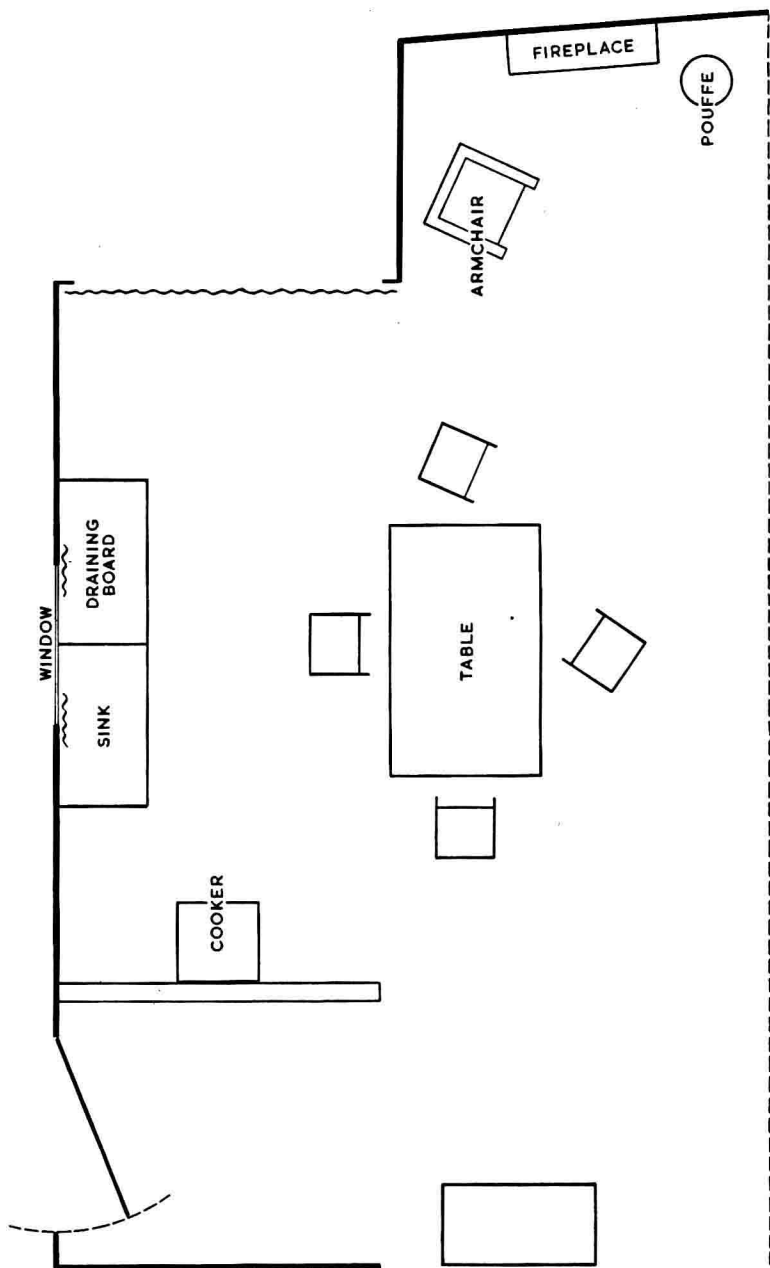 FIREPLACE
POUFFE
ARMCHAIR
WINDOW
DRAINING
BOARD
SINK
TABLE
COOKER